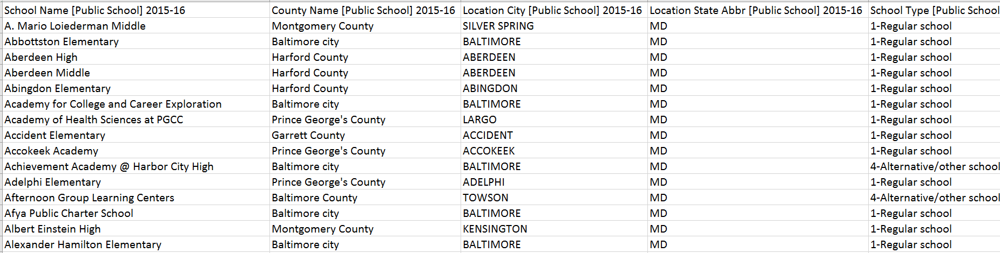 School Name [Public School] 2015-16 County Name [Public School] 2015-16 Location City [Public School] 2015-16 Location State Abbr [Public School] 2015-16 School Type [Public School
A. Mario Loiederman Middle Montgomery County SILVER SPRING MD 1-Regular school
Abbottston Elementary Baltimore city BALTIMORE MD 1-Regular school
Aberdeen High Harford County ABERDEEN MD 1-Regular school
Aberdeen Middle Harford County ABERDEEN MD 1-Regular school
Abingdon Elementary Harford County ABINGDON MD 1-Regular school
Academy for College and Career Exploration Baltimore city BALTIMORE MD 1-Regular school
Academy of Health Sciences at PGCC Prince George's County LARGO MD 1-Regular school
Accident Elementary Garrett County ACCIDENT MD 1-Regular school
Accokeek Academy Prince George's County ACCOKEEK MD 1-Regular school
Achievement Academy @ Harbor City High Baltimore city BALTIMORE MD 4-Alternative/other school
Adelphi Elementary Prince George's County ADELPHI MD 1-Regular school
Afternoon Group Learning Centers Baltimore County TOWSON MD 4-Alternative/other school
Afya Public Charter School Baltimore city BALTIMORE MD 1-Regular school
Albert Einstein High Montgomery County KENSINGTON MD 1-Regular school
Alexander Hamilton Elementary Baltimore city BALTIMORE MD 1-Regular school